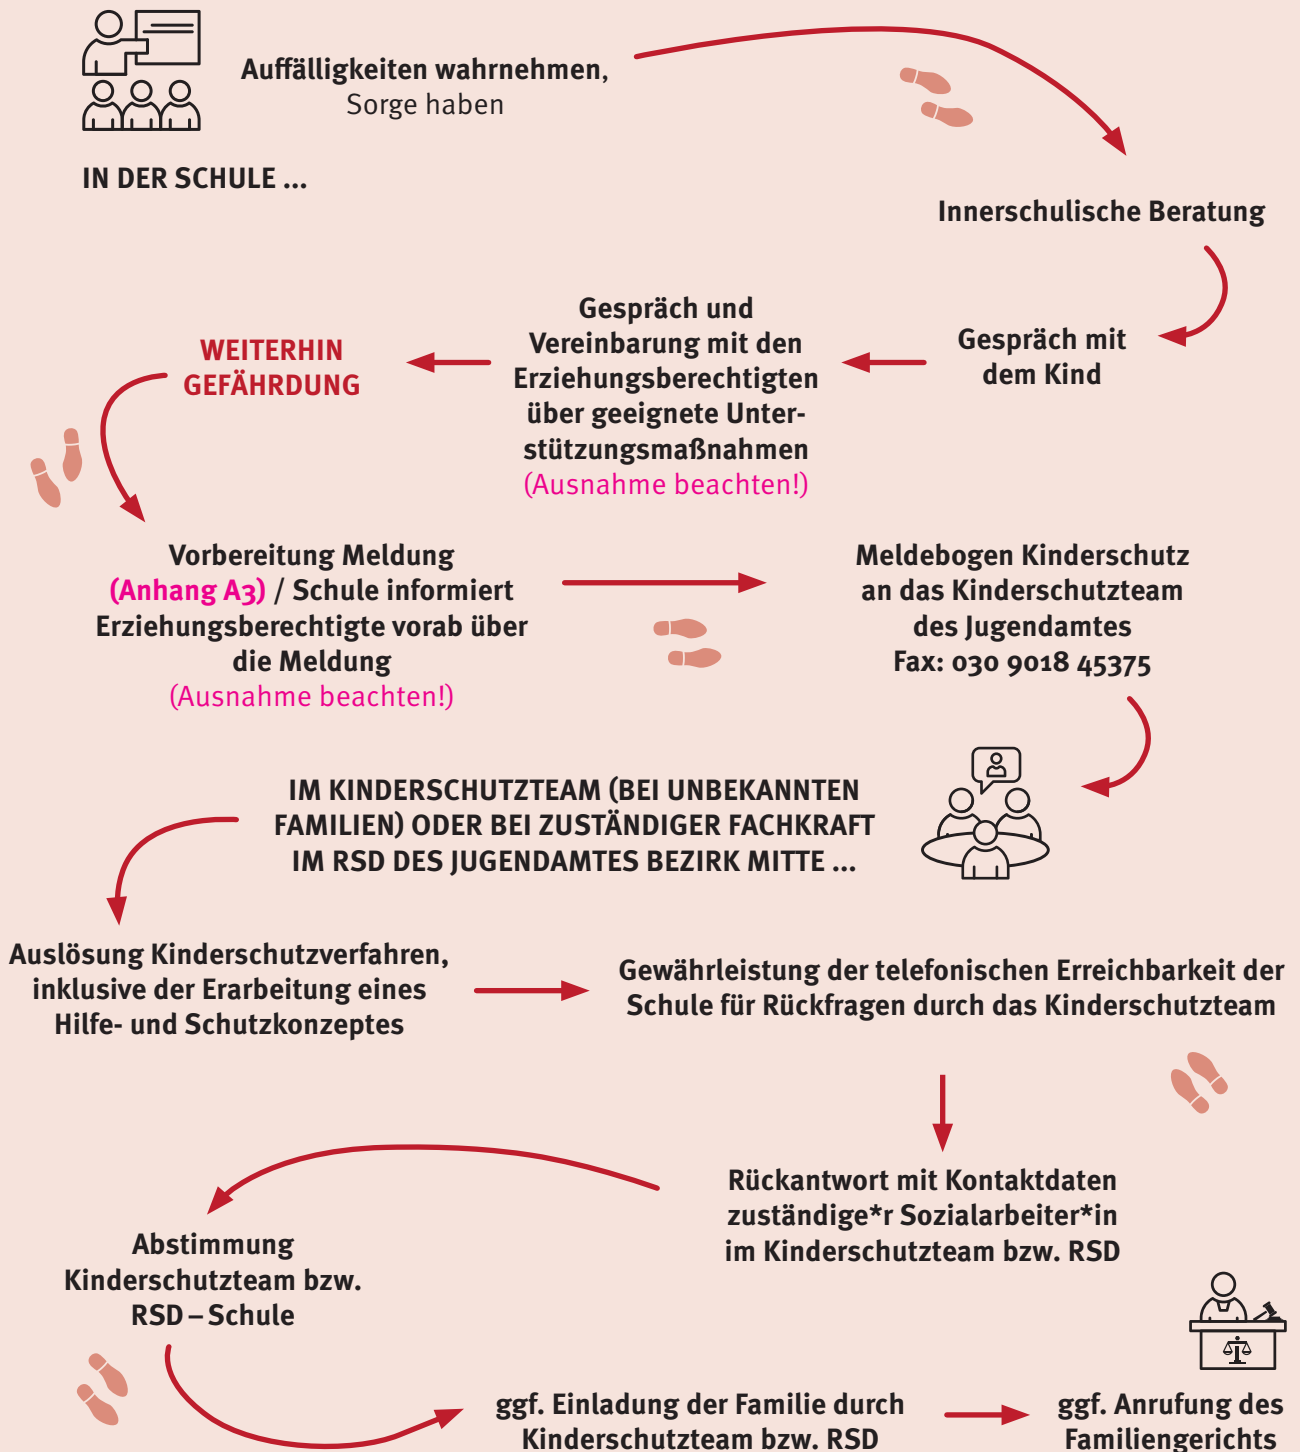 Auffälligkeiten wahrnehmen,
Sorge haben
IN DER SCHULE ...
Innerschulische Beratung
Gespräch mit
dem Kind
Gespräch und
Vereinbarung mit den
Erziehungsberechtigten
über geeignete Unter-
stützungsmaßnahmen
(Ausnahme beachten!)
WEITERHIN
GEFÄHRDUNG
Vorbereitung Meldung
(Anhang A3) / Schule informiert
Erziehungsberechtigte vorab über
die Meldung
(Ausnahme beachten!)
Meldebogen Kinderschutz
an das Kinderschutzteam
des Jugendamtes
Fax: 030 9018 45375
IM KINDERSCHUTZTEAM (BEI UNBEKANNTEN
FAMILIEN) ODER BEI ZUSTÄNDIGER FACHKRAFT
IM RSD DES JUGENDAMTES BEZIRK MITTE ...
Auslösung Kinderschutzverfahren,
inklusive der Erarbeitung eines
Hilfe- und Schutzkonzeptes
Gewährleistung der telefonischen Erreichbarkeit der
Schule für Rückfragen durch das Kinderschutzteam
Rückantwort mit Kontaktdaten
zuständige*r Sozialarbeiter*in
im Kinderschutzteam bzw. RSD
Abstimmung
Kinderschutzteam bzw.
RSD – Schule
ggf. Einladung der Familie durch
Kinderschutzteam bzw. RSD
ggf. Anrufung des
Familiengerichts